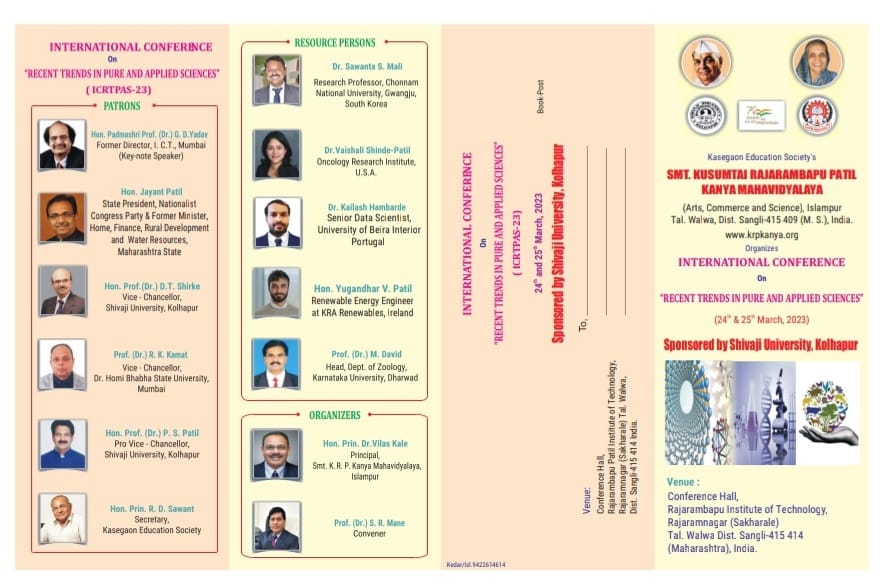 INTERNATIONAL CONFERINCE
On
"RECENT TRENDS IN PURE AND APPLIED SCIENCES"
( ICRTPAS-23)
PATRONS
Hon. Padmashri Prof. (Dr.) G. D.Yadav
Former Director, I. C.T., Mumbai
(Key-note Speaker)
Hon. Jayant Patil
State President, Nationalist
Congress Party & Former Minister,
Home, Finance, Rural Development
and Water Resources,
Maharashtra State
Hon. Prof.(Dr.) D.T. Shirke
Vice - Chancellor,
Shivaji University, Kolhapur
Prof. (Dr.) R. K. Kamat
Vice - Chancellor,
Dr. Homi Bhabha State University,
Mumbai
Hon. Prof. (Dr.) P. S. Patil
Pro Vice - Chancellor,
Shivaji University, Kolhapur
Hon. Prin. R. D. Sawant
Secretary,
Kasegaon Education Society
RESOURCE PERSONS
Dr. Sawanta S. Mali
Research Professor, Chonnam
National University, Gwangju,
South Korea
Dr.Vaishali Shinde-Patil
Oncology Research Institute,
U.S.A.
Dr. Kailash Hambarde
Senior Data Scientist,
University of Beira Interior
Portugal
Hon. Yugandhar V. Patil
Renewable Energy Engineer
at KRA Renewables, Ireland
Prof. (Dr.) M. David
Head, Dept. of Zoology,
Karnataka University, Dharwad
ORGANIZERS
Hon. Prin. Dr.Vilas Kale
Principal,
Smt. K. R. P. Kanya Mahavidyalaya,
Islampur
Prof. (Dr.) S. R. Mane
Convener
INTERNATIONAL CONFERINCE
On
"RECENT TRENDS IN PURE AND APPLIED SCIENCES"
( ICRTPAS-23)
24th and 25th March, 2023
Sponsored by Shivaji University, Kolhapur
Book-Post
To,
Venue:
Conference Hall,
Rajarambapu Patil Institute of Technology,
Rajaramnagar (Sakharale) Tal. Walwa,
Dist. Sangli-415 414 India.
Kedar/Isl.9422614614
Kasegaon Education Society's
SMT. KUSUMTAI RAJARAMBAPU PATIL
KANYA MAHAVIDYALAYA
(Arts, Commerce and Science), Islampur
Tal. Walwa, Dist. Sangli-415 409 (M. S.), India.
www.krpkanya.org
Organizes
INTERNATIONAL CONFERENCE
On
"RECENT TRENDS IN PURE AND APPLIED SCIENCES"
(24th & 25th March, 2023)
Sponsored by Shivaji University, Kolhapur
Venue :
Conference Hall,
Rajarambapu Institute of Technology,
Rajaramnagar (Sakharale)
Tal. Walwa Dist. Sangli-415 414
(Maharashtra), India.